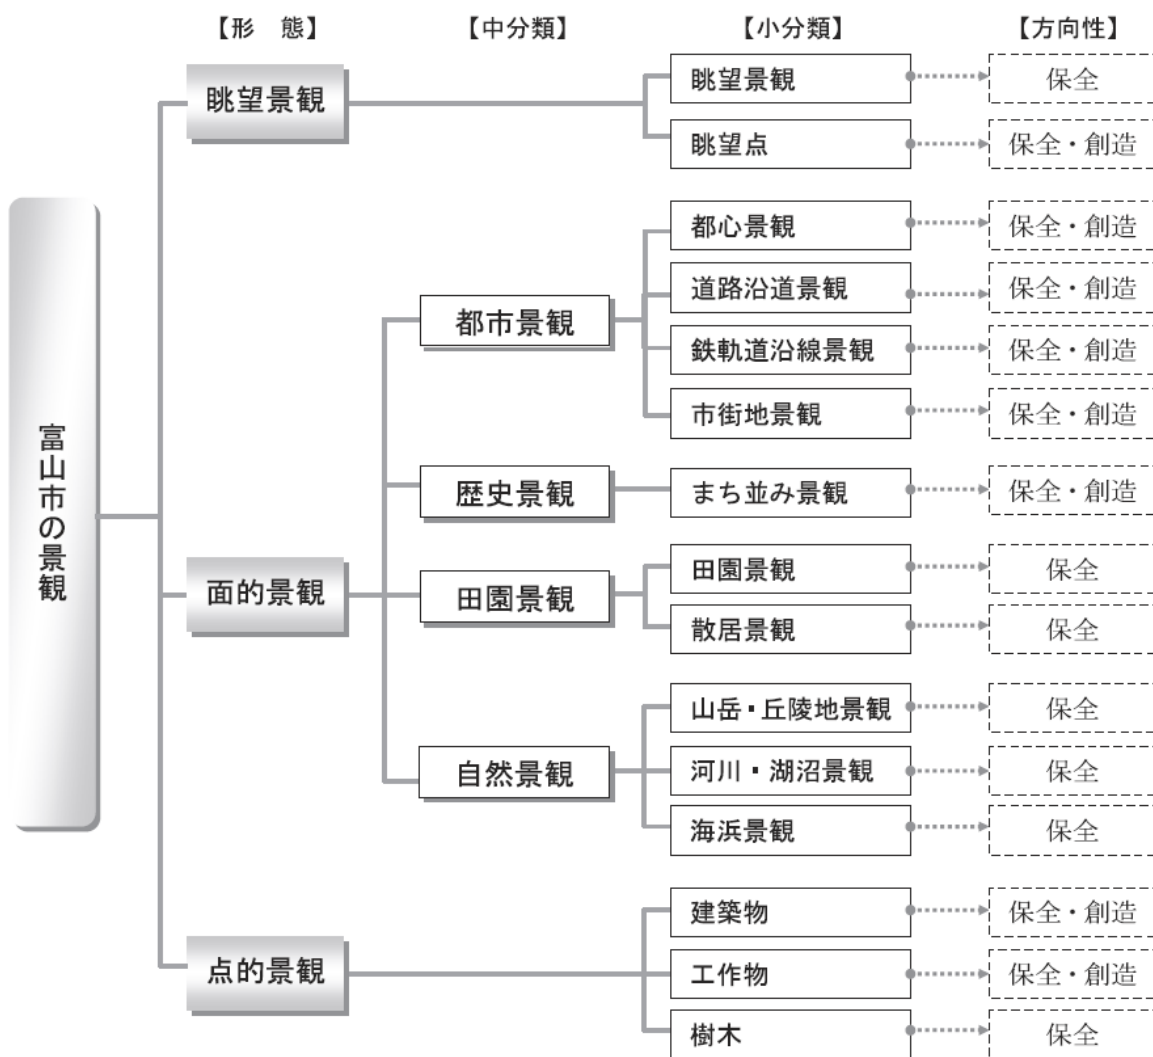 【形　態】
【中分類】
【小分類】
【方向性】
富山市の景観
眺望景観
眺望景観
保全
眺望点
保全・創造
面的景観
都市景観
都心景観
保全・創造
道路沿道景観
保全・創造
鉄軌道沿線景観
保全・創造
市街地景観
保全・創造
歴史景観
まち並み景観
保全・創造
田園景観
田園景観
保全
散居景観
保全
自然景観
山岳・丘陵地景観
保全
河川・湖沼景観
保全
海浜景観
保全
点的景観
建築物
保全・創造
工作物
保全・創造
樹木
保全